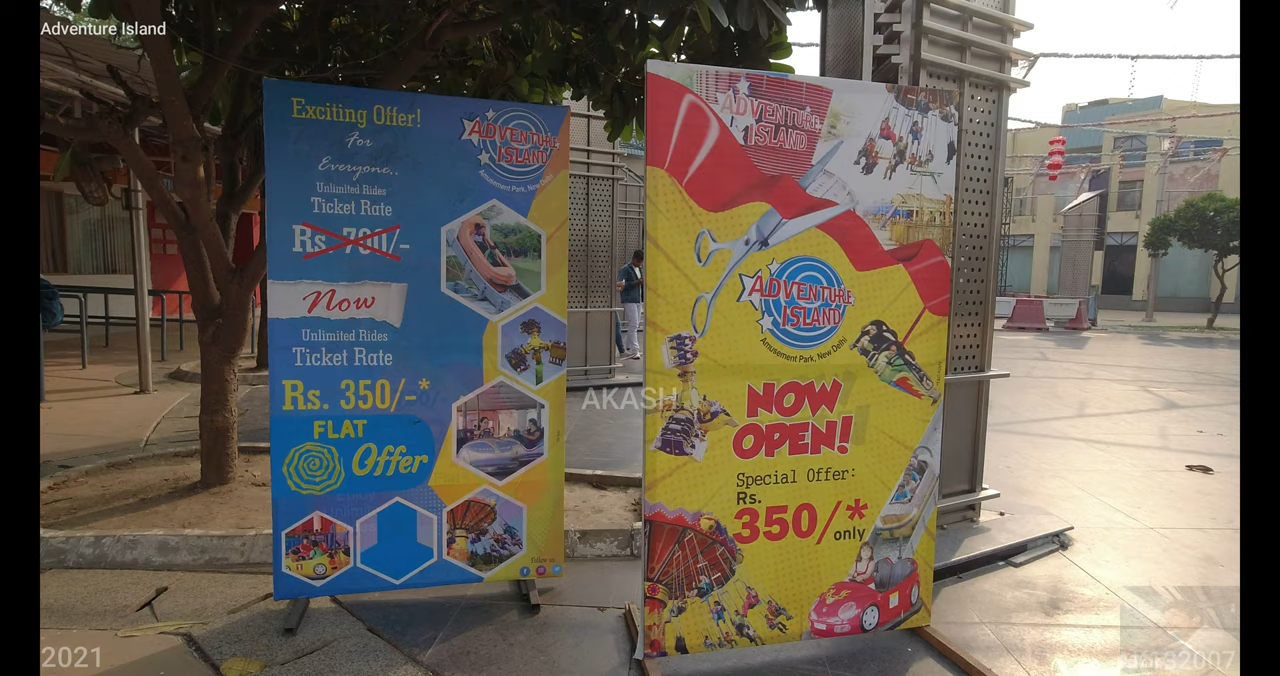 Adventure Island
Exciting Offer!
For
Everyone..
Unlimited Rides
Ticket Rate
Rs. 700/-
Now
Unlimited Rides
Ticket Rate
Rs. 350/-*
FLAT
Offer
ADVENTURE
ISLAND
Amusement Park, New Delhi
Follow us
ADVENTURE
ISLAND
ADVENTURE
ISLAND
Amusement Park, New Delhi
NOW
OPEN!
Special Offer:
Rs.
350/*
only
AKASH
2021